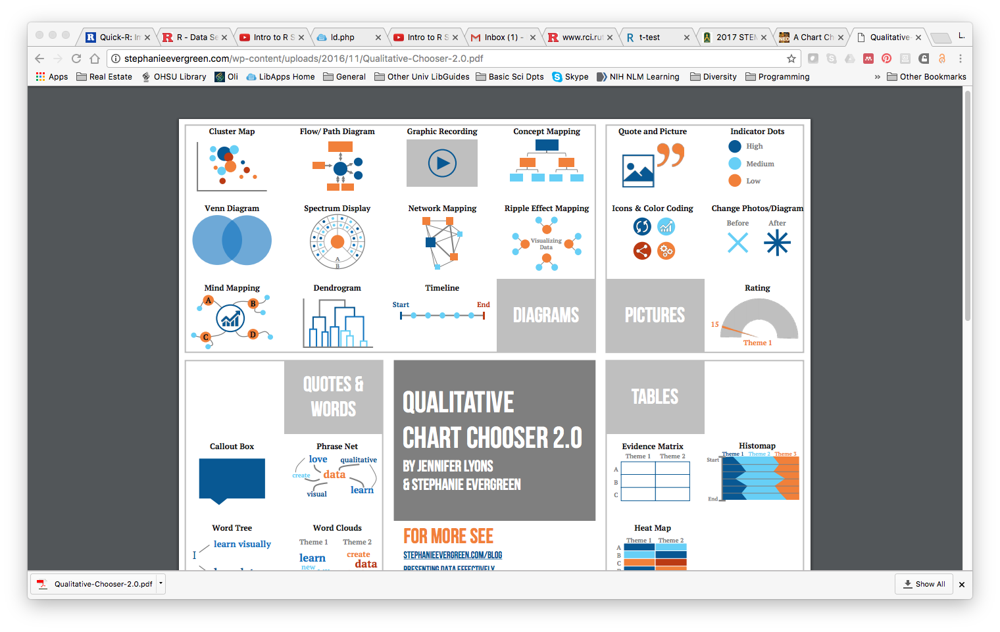 Quick-R: Im
R - Data Se
Intro to R S
ld.php
Intro to R S
Inbox (1) -
www.rci.rut
t-test
2017 STEM
A Chart Ch
Qualitative-
L.
stephanieevergreen.com/wp-content/uploads/2016/11/Qualitative-Chooser-2.0.pdf
Apps
Real Estate
OHSU Library
Oli
LibApps Home
General
Other Univ LibGuides
Basic Sci Dpts
Skype
NIH NLM Learning
Diversity
Programming
»
Other Bookmarks
Cluster Map
Flow/ Path Diagram
Graphic Recording
Concept Mapping
Quote and Picture
Indicator Dots
High
Medium
Low
Venn Diagram
Spectrum Display
A
B
Network Mapping
Ripple Effect Mapping
Visualizing
Data
Icons & Color Coding
Change Photos/Diagram
Before
After
Mind Mapping
A
B
C
D
Dendrogram
Timeline
Start
End
DIAGRAMS
PICTURES
Rating
15
Theme 1
QUOTES &
WORDS
QUALITATIVE
CHART CHOOSER 2.0
BY JENNIFER LYONS
& STEPHANIE EVERGREEN
TABLES
Callout Box
Phrase Net
love
qualitative
create
data
visual
learn
Evidence Matrix
Theme 1 Theme 2
A
B
C
Histomap
Theme 1 Theme 2 Theme 3
Start
End
Word Tree
learn visually
I
Word Clouds
Theme 1 Theme 2
learn
new
create
data
FOR MORE SEE
STEPHANIEEVERGREEN.COM/BLOG
PRESENTING DATA EFFECTIVELY
Heat Map
Theme 1 Theme 2
A
B
C
D
Qualitative-Chooser-2.0.pdf
Show All